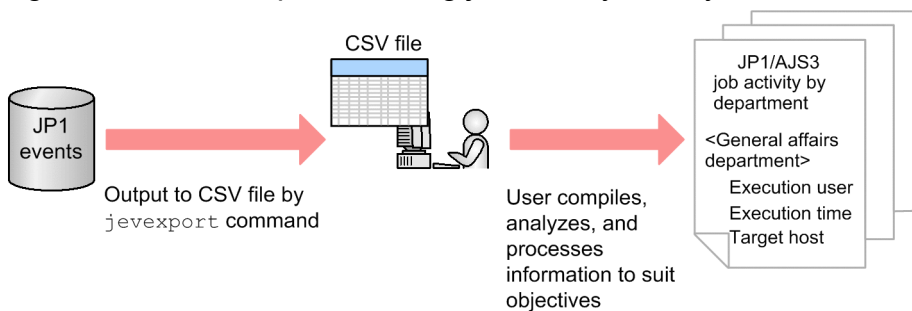 CSV file
JP1
events
Output to CSV file by
jevexport command
User compiles,
analyzes, and
processes
information to suit
objectives
JP1/AJS3
job activity by
department
<General affairs
department>
Execution user
Execution time
Target host